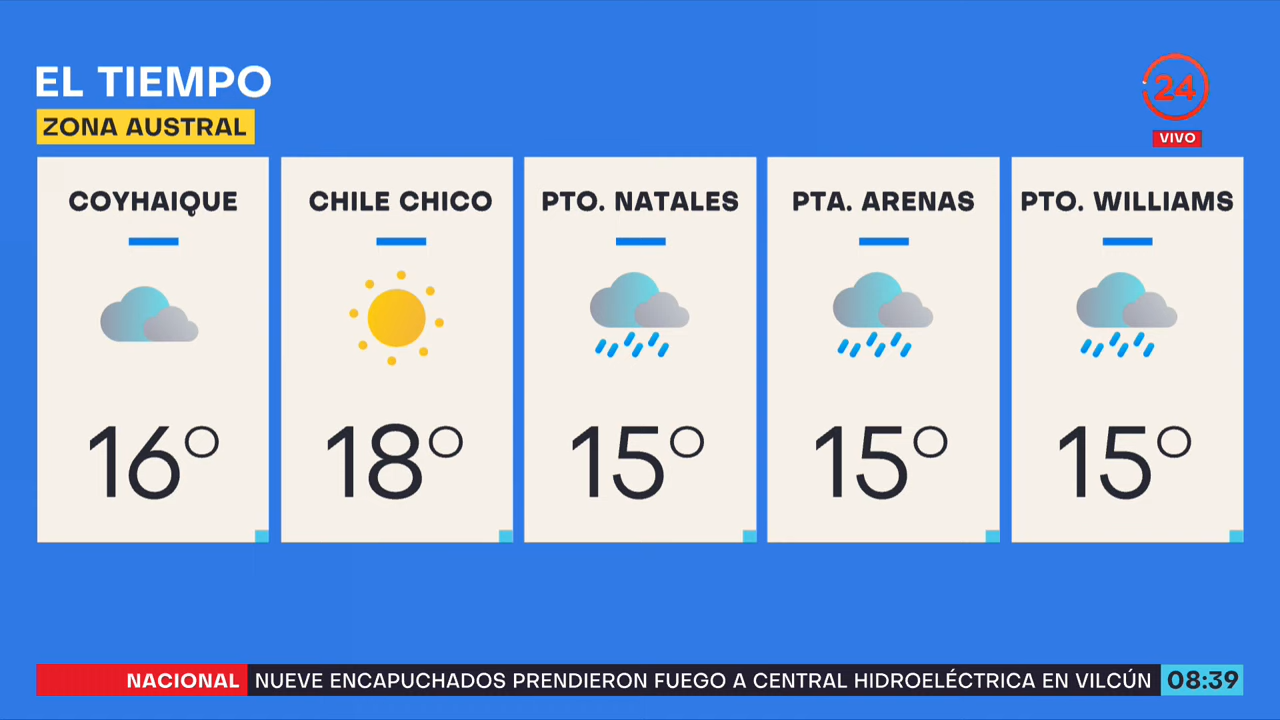 EL TIEMPO
ZONA AUSTRAL
24
VIVO
COYHAIQUE
16°
CHILE CHICO
18°
PTO. NATALES
15°
PTA. ARENAS
15°
PTO. WILLIAMS
15°
NACIONAL NUEVE ENCAPUCHADOS PRENDIERON FUEGO A CENTRAL HIDROELÉCTRICA EN VILCÚN 08:39